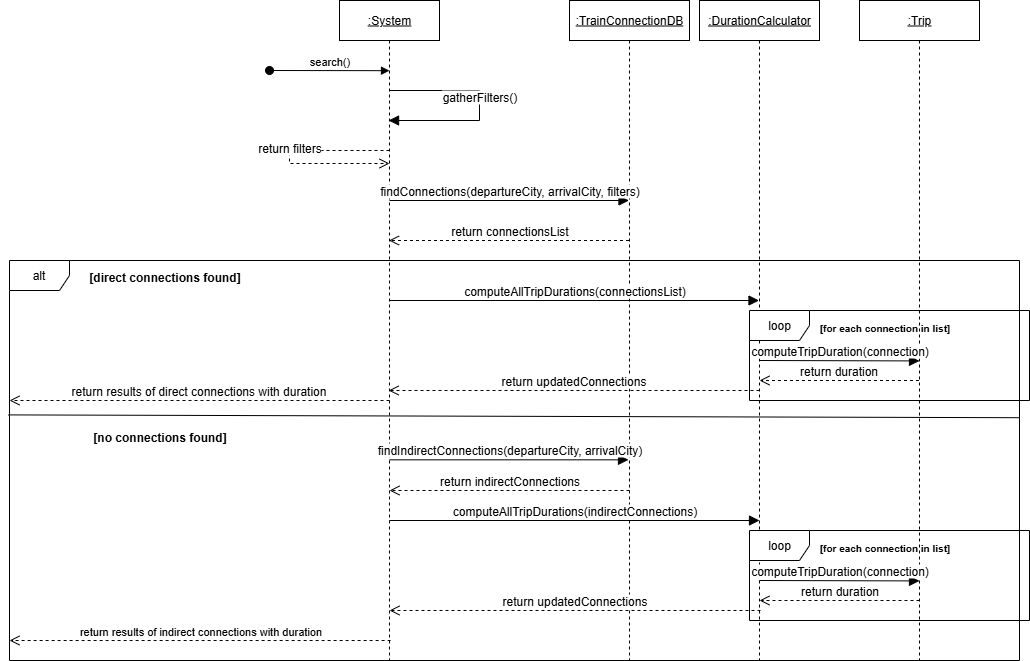 :System
:TrainConnectionDB
:DurationCalculator
:Trip
search()
gatherFilters()
return filters
findConnections(departureCity, arrivalCity, filters)
return connectionsList
alt
[direct connections found]
computeAllTripDurations(connectionsList)
loop
[for each connection in list]
computeTripDuration(connection)
return duration
return updatedConnections
return results of direct connections with duration
[no connections found]
findIndirectConnections(departureCity, arrivalCity)
return indirectConnections
computeAllTripDurations(indirectConnections)
loop
[for each connection in list]
computeTripDuration(connection)
return duration
return updatedConnections
return results of indirect connections with duration